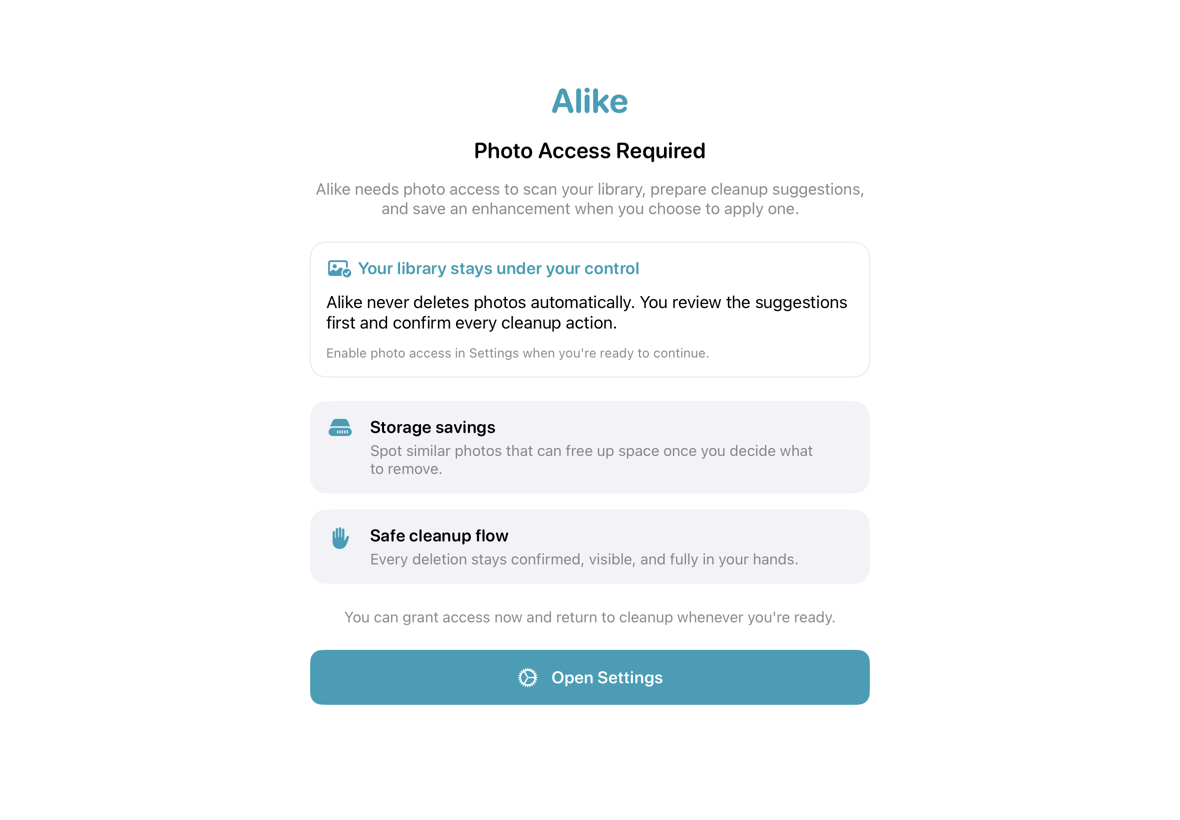 Alike
Photo Access Required
Alike needs photo access to scan your library, prepare cleanup suggestions,
and save an enhancement when you choose to apply one.
Your library stays under your control
Alike never deletes photos automatically. You review the suggestions
first and confirm every cleanup action.
Enable photo access in Settings when you're ready to continue.
Storage savings
Spot similar photos that can free up space once you decide what
to remove.
Safe cleanup flow
Every deletion stays confirmed, visible, and fully in your hands.
You can grant access now and return to cleanup whenever you're ready.
Open Settings